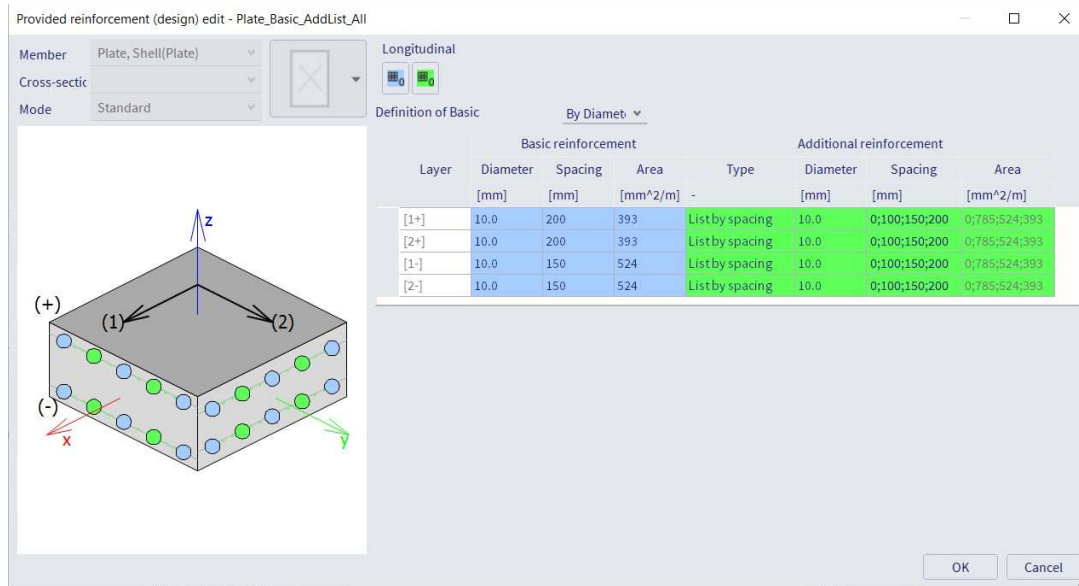 Provided reinforcement (design) edit - Plate_Basic_AddList_All
Member Plate, Shell(Plate)
Cross-sectic
Mode Standard
Longitudinal
Definition of Basic By Diamet
Basic reinforcement Additional reinforcement
Layer Diameter Spacing Area Type Diameter Spacing Area
[mm] [mm] [mm^2/m] - [mm] [mm] [mm^2/m]
[1+] 10.0 200 393 List by spacing 10.0 0;100;150;200 0;785;524;393
[2+] 10.0 200 393 List by spacing 10.0 0;100;150;200 0;785;524;393
[1-] 10.0 150 524 List by spacing 10.0 0;100;150;200 0;785;524;393
[2-] 10.0 150 524 List by spacing 10.0 0;100;150;200 0;785;524;393
z
(+)
(1) (2)
(-)
x y
OK Cancel